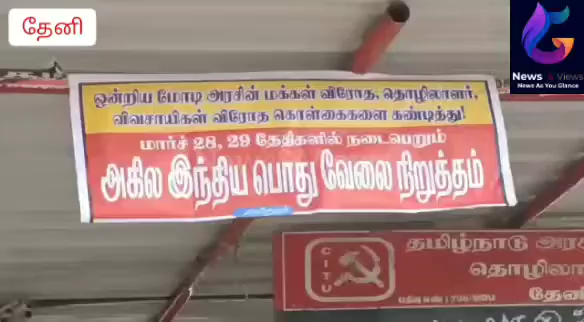 தேனி
News & Views
News As You Glance
ஒன்றிய மோடி அரசின் மக்கள் விரோத, தொழிலாளர்,
விவசாயிகள் விரோத கொள்கைகளை கண்டித்து!
மார்ச் 28, 29 தேதிகளில் நடைபெறும்
அகில இந்திய பொது வேலை நிறுத்தம்
CITU
தமிழ்நாடு அரசு
தொழிலா
தேனி